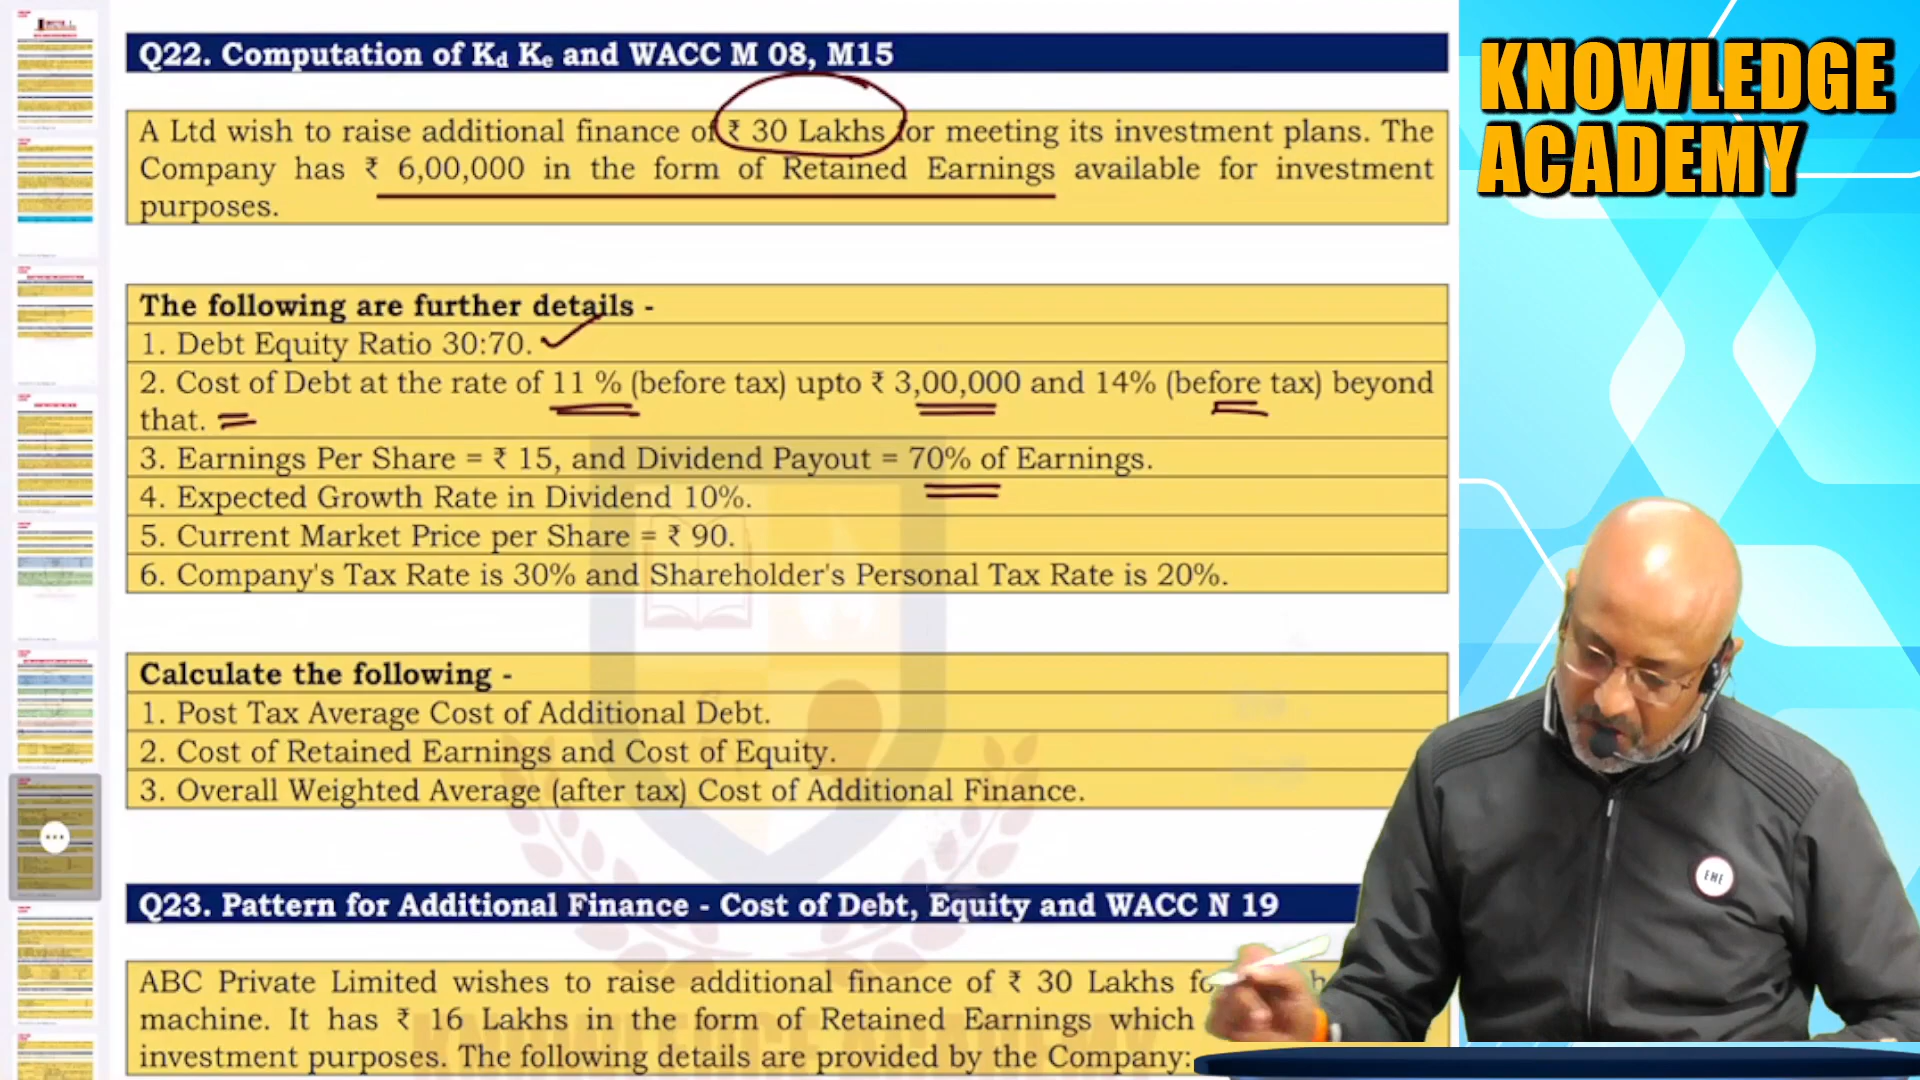 Q22. Computation of Kd Ke and WACC M 08, M15
A Ltd wish to raise additional finance of ₹ 30 Lakhs for meeting its investment plans. The
Company has ₹ 6,00,000 in the form of Retained Earnings available for investment
purposes.
The following are further details -
1. Debt Equity Ratio 30:70.
2. Cost of Debt at the rate of 11 % (before tax) upto ₹ 3,00,000 and 14% (before tax) beyond
that.
3. Earnings Per Share = ₹ 15, and Dividend Payout = 70% of Earnings.
4. Expected Growth Rate in Dividend 10%.
5. Current Market Price per Share = ₹ 90.
6. Company's Tax Rate is 30% and Shareholder's Personal Tax Rate is 20%.
Calculate the following -
1. Post Tax Average Cost of Additional Debt.
2. Cost of Retained Earnings and Cost of Equity.
3. Overall Weighted Average (after tax) Cost of Additional Finance.
Q23. Pattern for Additional Finance - Cost of Debt, Equity and WACC N 19
ABC Private Limited wishes to raise additional finance of ₹ 30 Lakhs
machine. It has ₹ 16 Lakhs in the form of Retained Earnings which
investment purposes. The following details are provided by the Company:
KNOWLEDGE
ACADEMY
KNOWLEDGE ACADEMY
EME